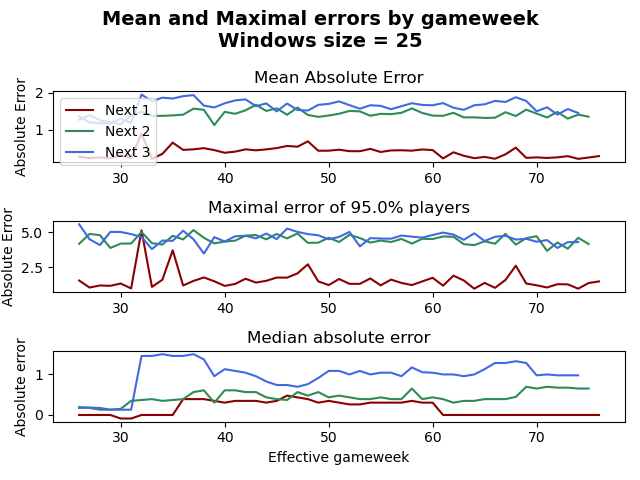 Mean and Maximal errors by gameweek
Windows size = 25
Mean Absolute Error
Absolute Error
2
1
Next 1
Next 2
Next 3
30 40 50 60 70
Maximal error of 95.0% players
Absolute Error
5.0
2.5
30 40 50 60 70
Median absolute error
Absolute error
1
0
30 40 50 60 70
Effective gameweek